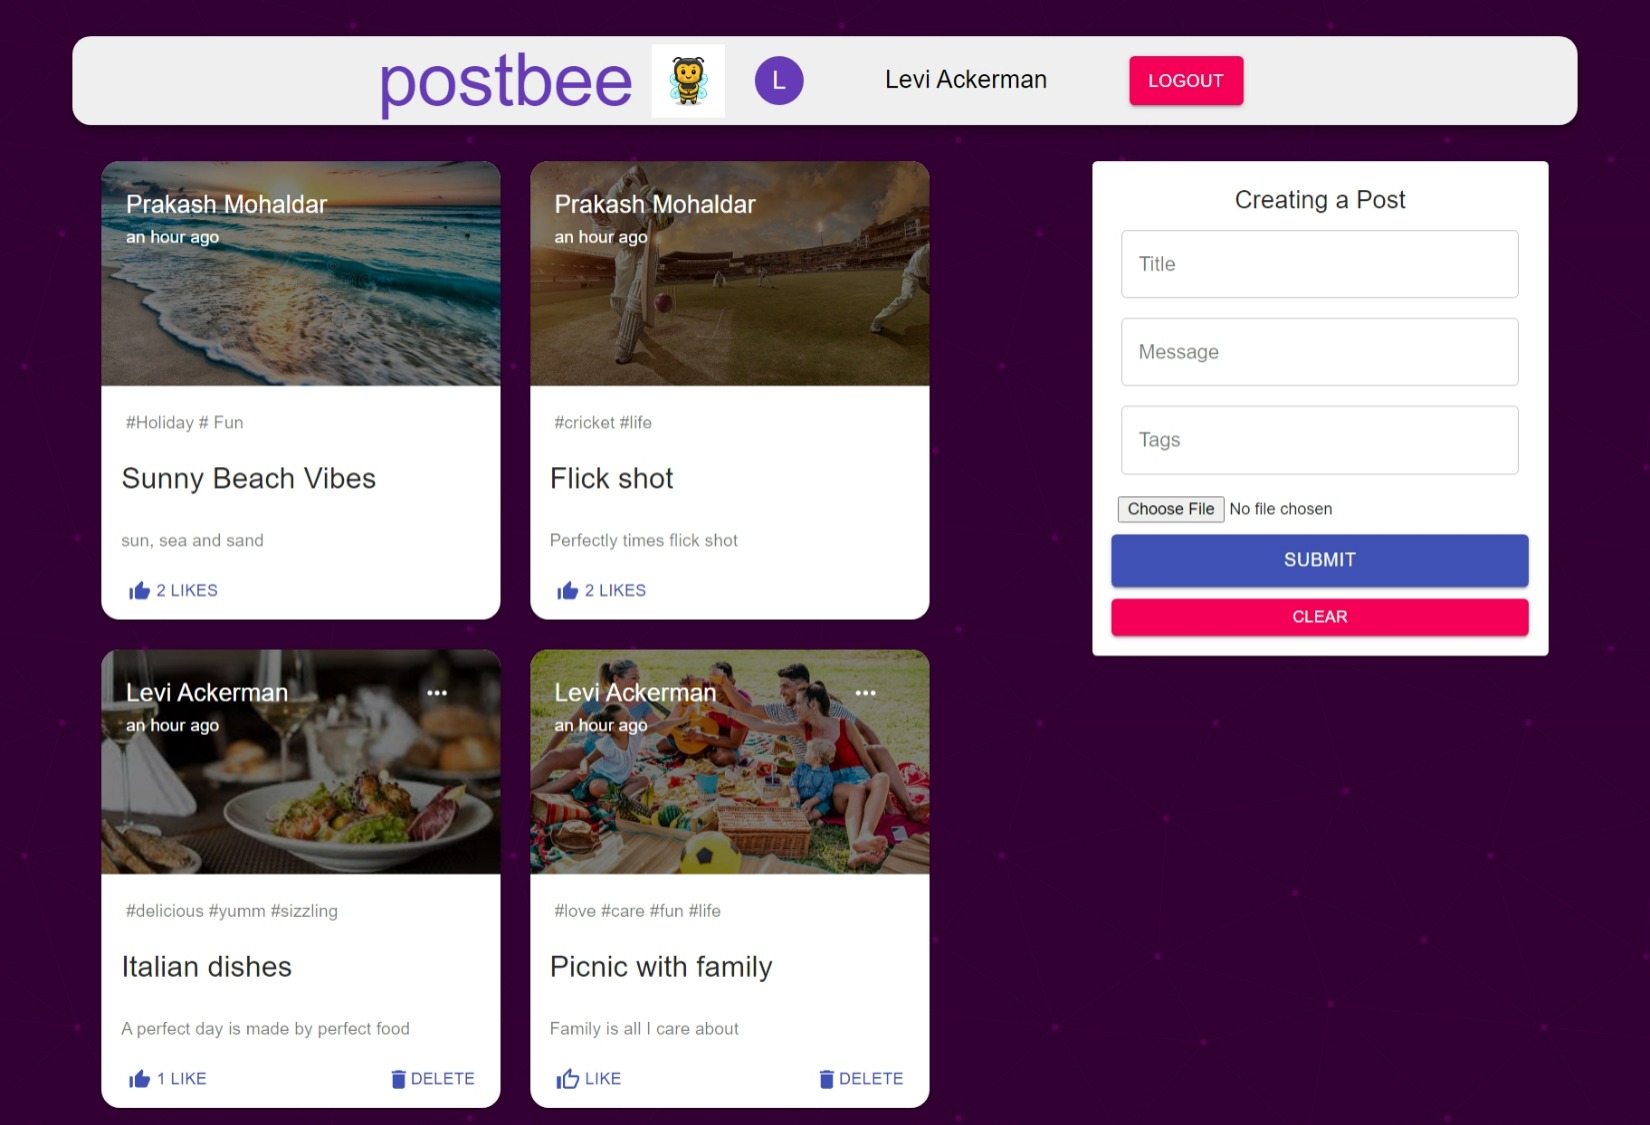 postbee
L
Levi Ackerman
LOGOUT
Prakash Mohaldar
an hour ago
#Holiday # Fun
Sunny Beach Vibes
sun, sea and sand
2 LIKES
Prakash Mohaldar
an hour ago
#cricket #life
Flick shot
Perfectly times flick shot
2 LIKES
Levi Ackerman
an hour ago
#delicious #yumm #sizzling
Italian dishes
A perfect day is made by perfect food
1 LIKE
DELETE
Levi Ackerman
an hour ago
#love #care #fun #life
Picnic with family
Family is all I care about
LIKE
DELETE
Creating a Post
Title
Message
Tags
Choose File No file chosen
SUBMIT
CLEAR